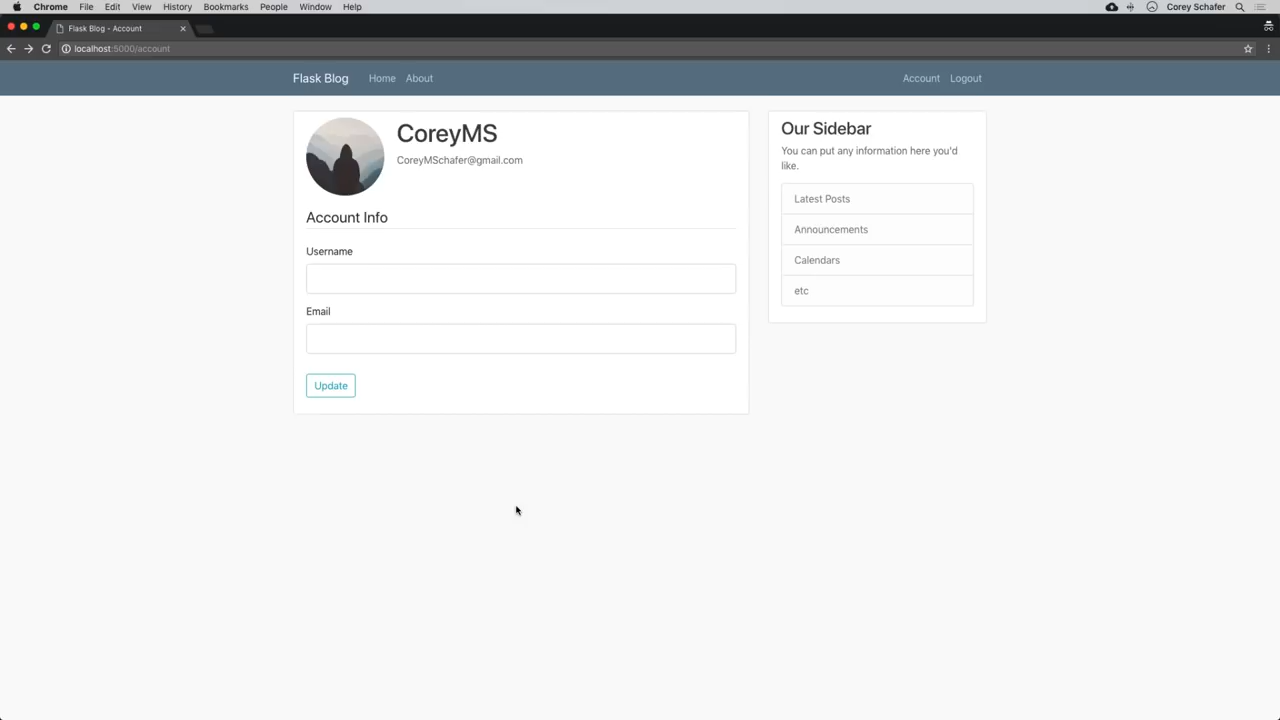 Chrome File Edit View History Bookmarks People Window Help Corey Schafer
Flask Blog - Account
localhost:5000/account
Flask Blog Home About Account Logout
CoreyMS
CoreyMSchafer@gmail.com
Account Info
Username
Email
Update
Our Sidebar
You can put any information here you'd
like.
Latest Posts
Announcements
Calendars
etc